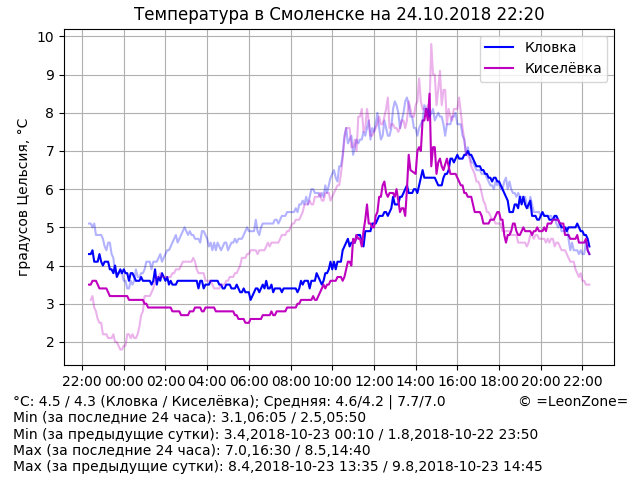 Температура в Смоленске на 24.10.2018 22:20
Кловка
Киселёвка
градусов Цельсия, °C
10
9
8
7
6
5
4
3
2
22:00 00:00 02:00 04:00 06:00 08:00 10:00 12:00 14:00 16:00 18:00 20:00 22:00
°C: 4.5 / 4.3 (Кловка / Киселёвка); Средняя: 4.6/4.2 | 7.7/7.0 © =LeonZone=
Min (за последние 24 часа): 3.1,06:05 / 2.5,05:50
Min (за предыдущие сутки): 3.4,2018-10-23 00:10 / 1.8,2018-10-22 23:50
Max (за последние 24 часа): 7.0,16:30 / 8.5,14:40
Max (за предыдущие сутки): 8.4,2018-10-23 13:35 / 9.8,2018-10-23 14:45